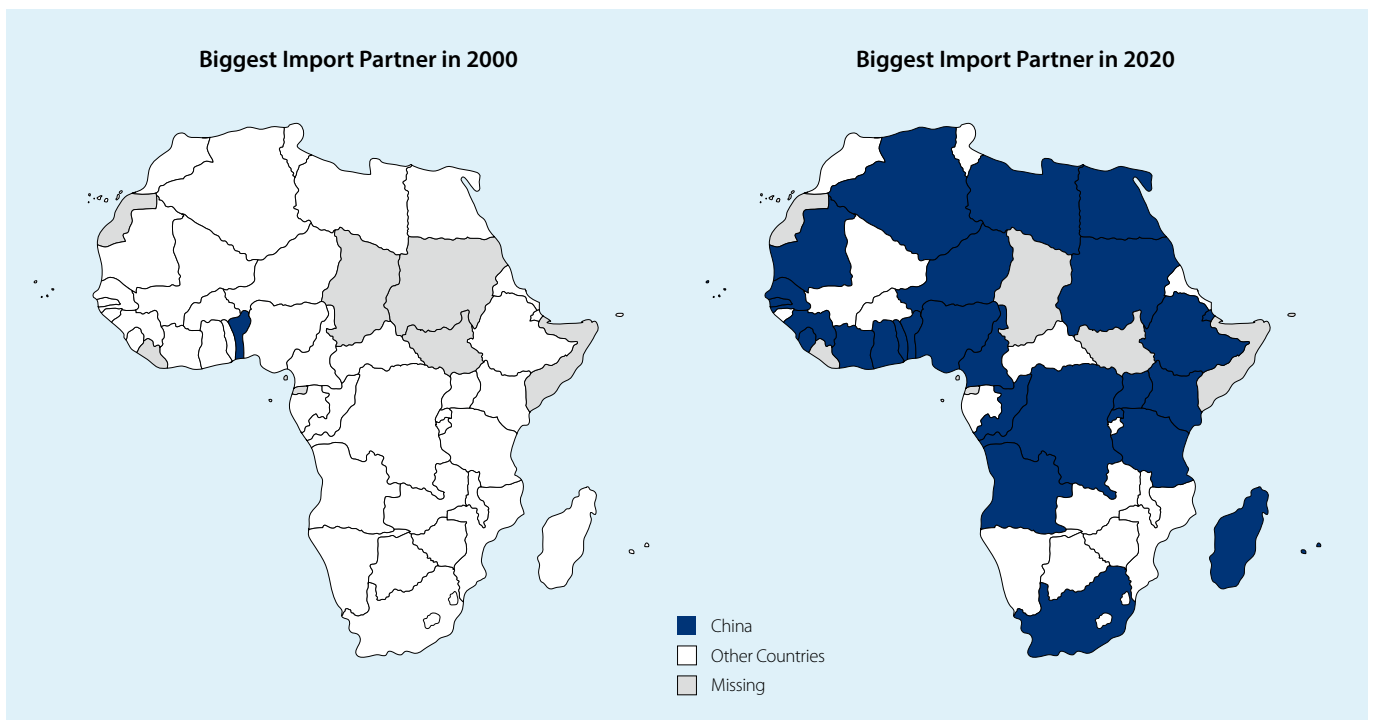 Biggest Import Partner in 2000
Biggest Import Partner in 2020
China
Other Countries
Missing